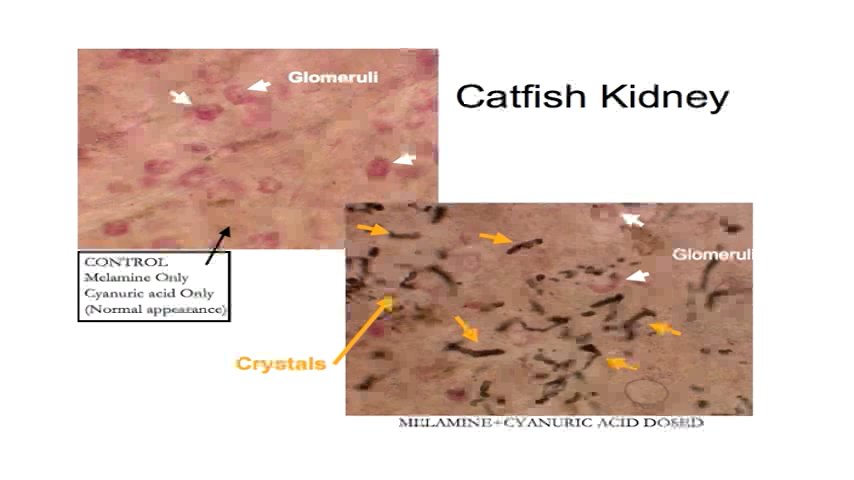 Glomeruli
Catfish Kidney
CONTROL
Melamine Only
Cyanuric acid Only
(Normal appearance)
Glomeruli
Crystals
MELAMINE+CYANURIC ACID DOSED